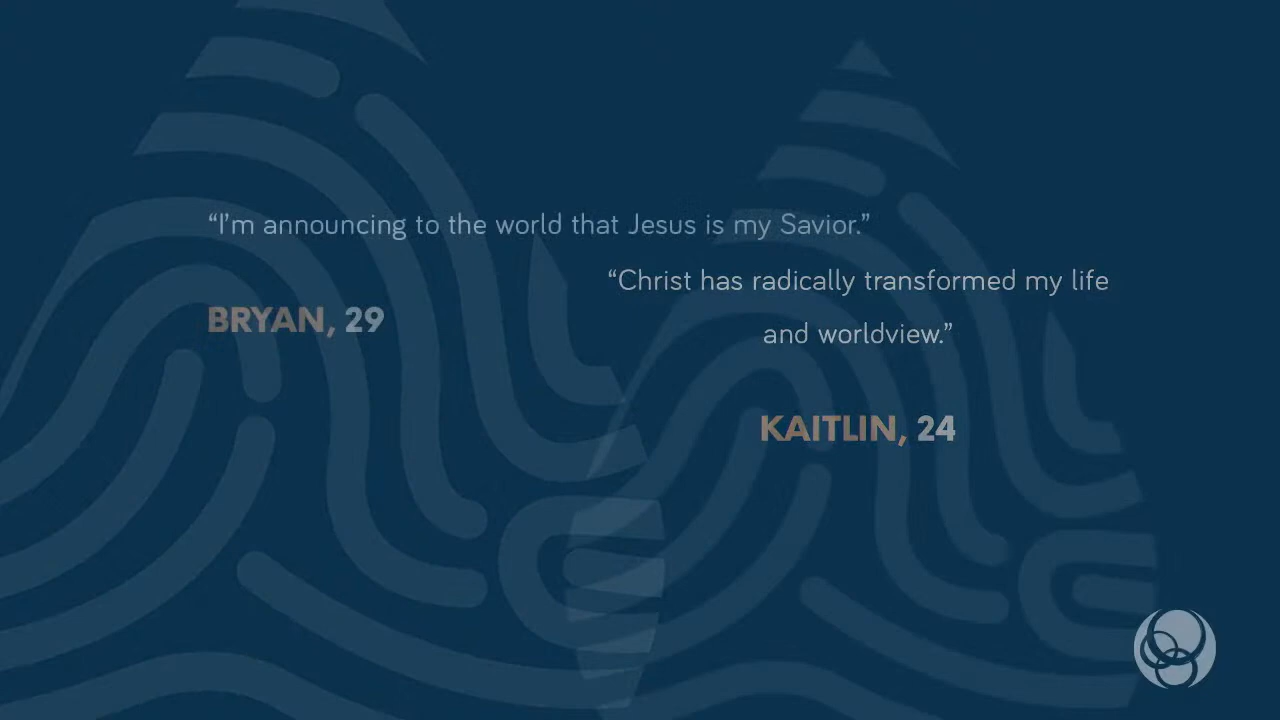 “I’m announcing to the world that Jesus is my Savior.”
BRYAN, 29
“Christ has radically transformed my life
and worldview.”
KAITLIN, 24